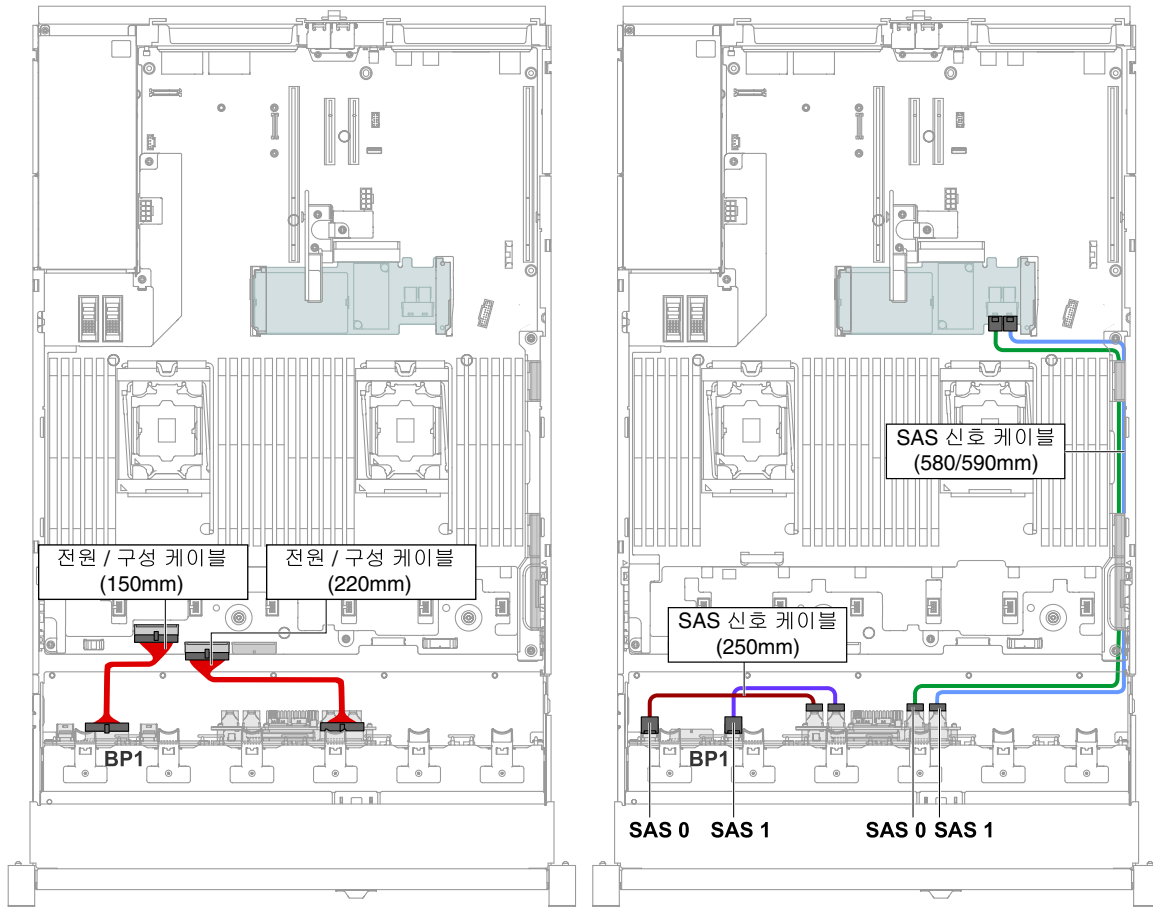 전원 / 구성 케이블
(150mm)
전원 / 구성 케이블
(220mm)
BP1
SAS 신호 케이블
(580/590mm)
SAS 신호 케이블
(250mm)
BP1
SAS 0
SAS 1
SAS 0
SAS 1